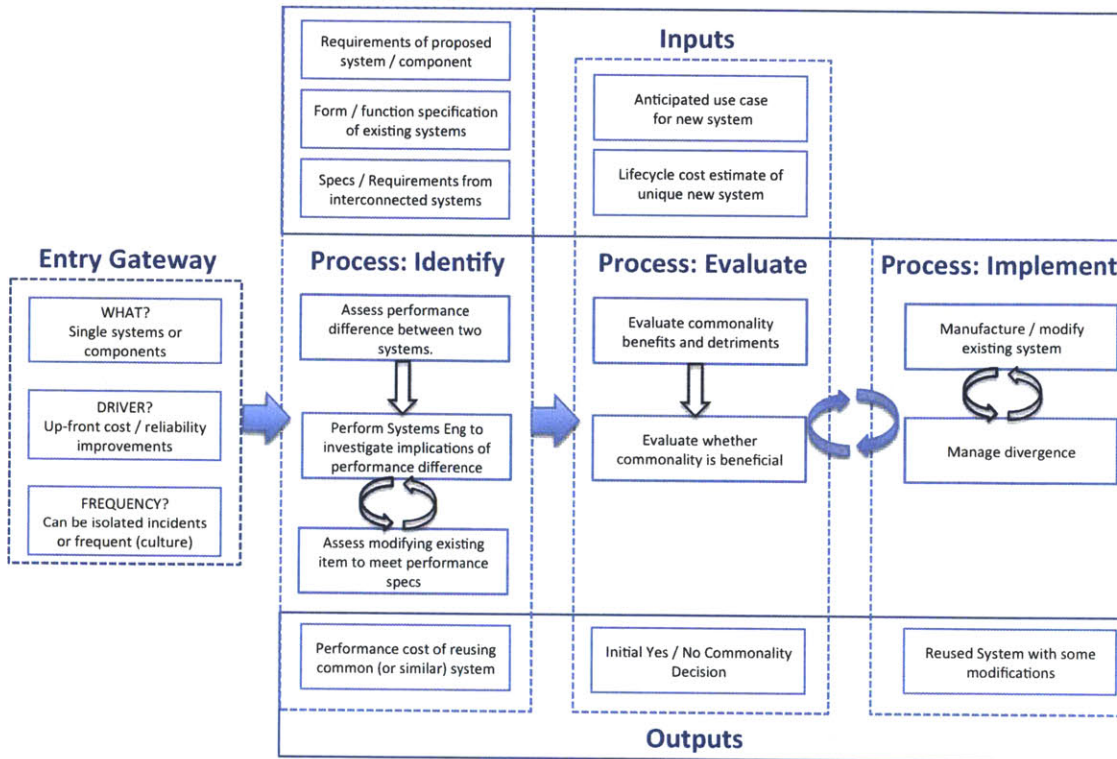 Inputs
Requirements of proposed
system / component
Form / function specification
of existing systems
Specs / Requirements from
interconnected systems
Anticipated use case
for new system
Lifecycle cost estimate of
unique new system
Entry Gateway
WHAT?
Single systems or
components
DRIVER?
Up-front cost / reliability
improvements
FREQUENCY?
Can be isolated incidents
or frequent (culture)
Process: Identify
Assess performance
difference between two
systems.
Perform Systems Eng to
investigate implications of
performance difference
Assess modifying existing
item to meet performance
specs
Process: Evaluate
Evaluate commonality
benefits and detriments
Evaluate whether
commonality is beneficial
Process: Implement
Manufacture / modify
existing system
Manage divergence
Performance cost of reusing
common (or similar) system
Initial Yes / No Commonality
Decision
Reused System with some
modifications
Outputs